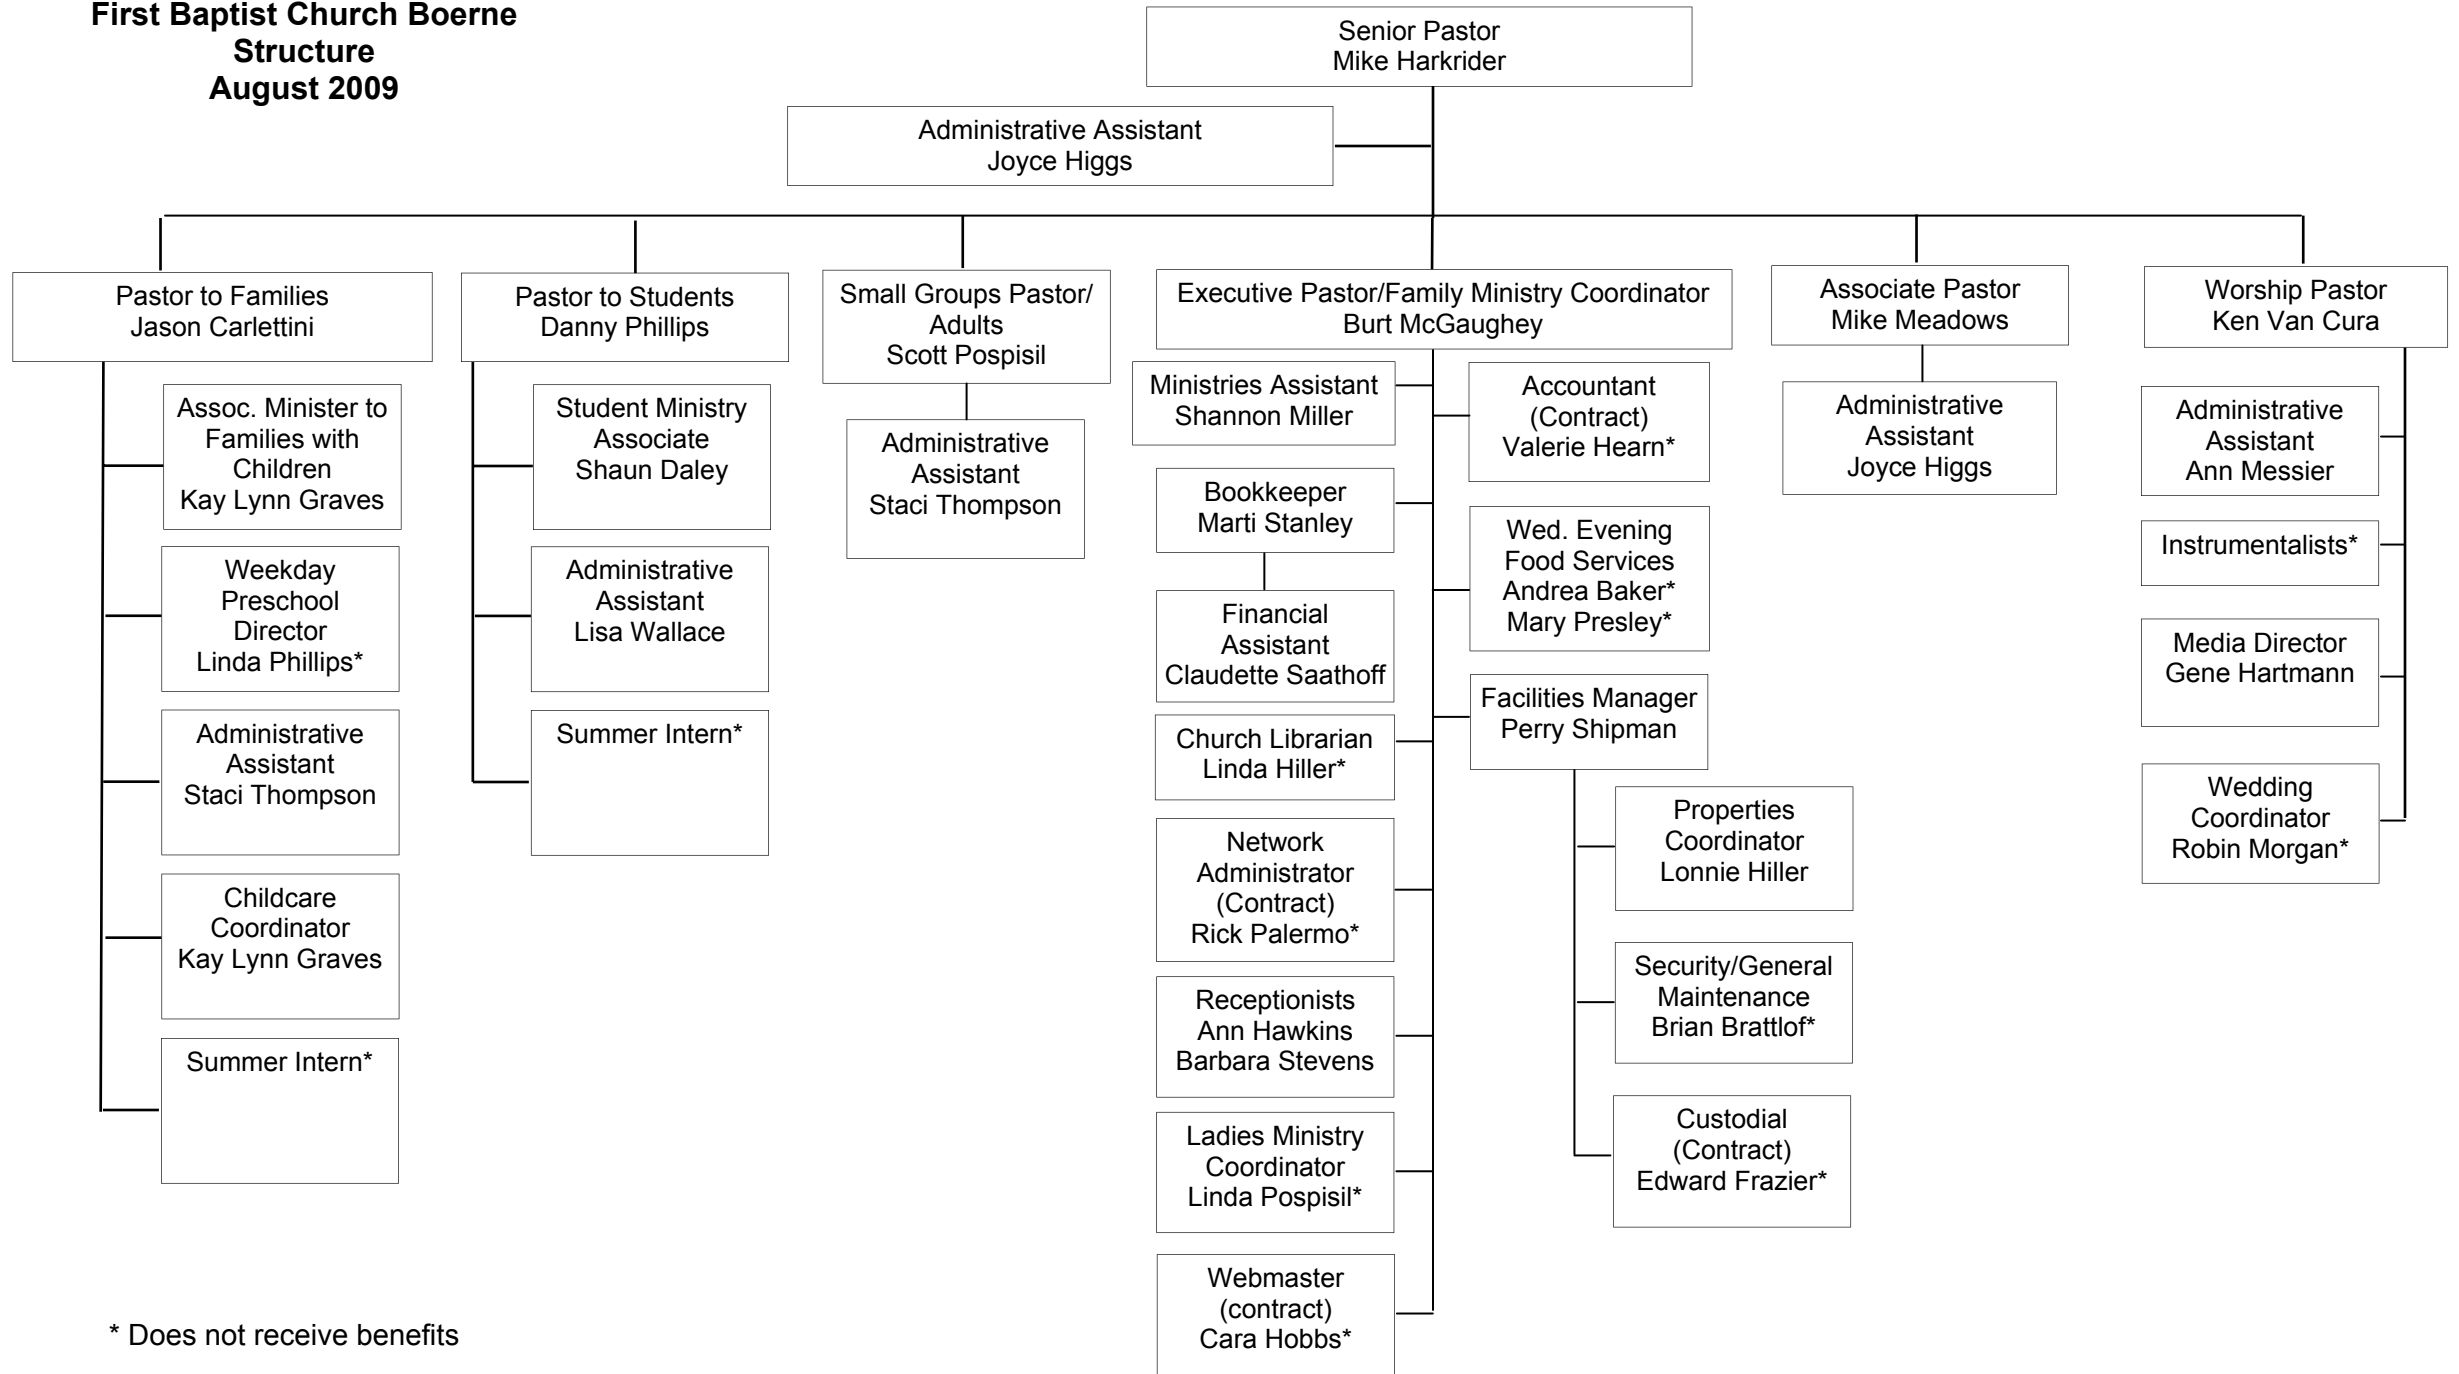 First Baptist Church Boerne
Structure
August 2009
Senior Pastor
Mike Harkrider
Administrative Assistant
Joyce Higgs
Pastor to Families
Jason Carlettini
Assoc. Minister to
Families with
Children
Kay Lynn Graves
Weekday
Preschool
Director
Linda Phillips*
Administrative
Assistant
Staci Thompson
Childcare
Coordinator
Kay Lynn Graves
Summer Intern*
Pastor to Students
Danny Phillips
Student Ministry
Associate
Shaun Daley
Administrative
Assistant
Lisa Wallace
Summer Intern*
Small Groups Pastor/
Adults
Scott Pospisil
Administrative
Assistant
Staci Thompson
Executive Pastor/Family Ministry Coordinator
Burt McGaughey
Ministries Assistant
Shannon Miller
Bookkeeper
Marti Stanley
Financial
Assistant
Claudette Saathoff
Church Librarian
Linda Hiller*
Network
Administrator
(Contract)
Rick Palermo*
Receptionists
Ann Hawkins
Barbara Stevens
Ladies Ministry
Coordinator
Linda Pospisil*
Webmaster
(contract)
Cara Hobbs*
Accountant
(Contract)
Valerie Hearn*
Wed. Evening
Food Services
Andrea Baker*
Mary Presley*
Facilities Manager
Perry Shipman
Properties
Coordinator
Lonnie Hiller
Security/General
Maintenance
Brian Brattlof*
Custodial
(Contract)
Edward Frazier*
Associate Pastor
Mike Meadows
Administrative
Assistant
Joyce Higgs
Worship Pastor
Ken Van Cura
Administrative
Assistant
Ann Messier
Instrumentalists*
Media Director
Gene Hartmann
Wedding
Coordinator
Robin Morgan*
* Does not receive benefits